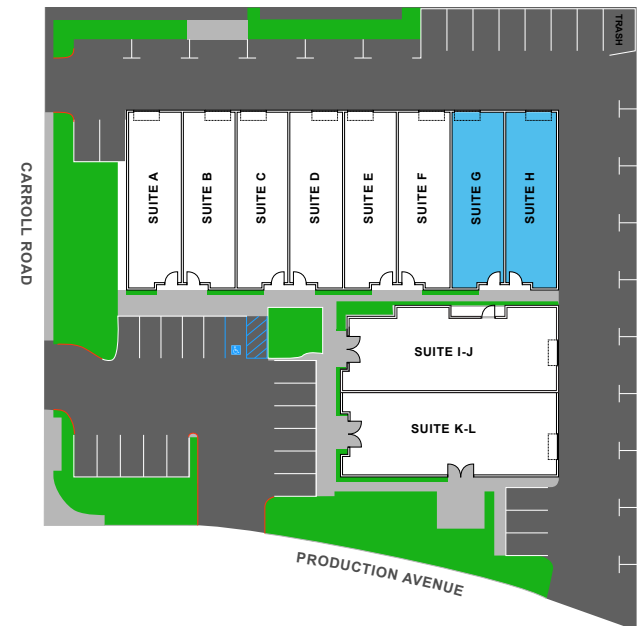 TRASH
CARROLL ROAD
SUITE A
SUITE B
SUITE C
SUITE D
SUITE E
SUITE F
SUITE G
SUITE H
SUITE I-J
SUITE K-L
PRODUCTION AVENUE